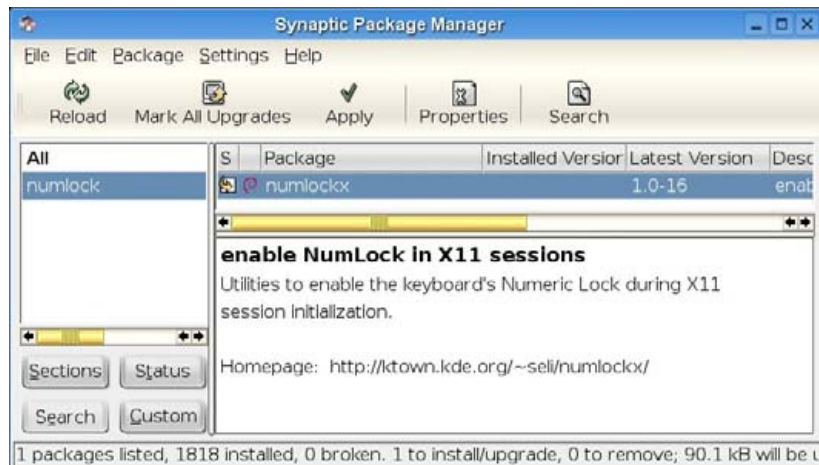 Synaptic Package Manager
File Edit Package Settings Help
Reload Mark All Upgrades Apply Properties Search
All
numlock
S Package Installed Version Latest Version Desc
numlockx 1.0-16 enab
enable NumLock in X11 sessions
Utilities to enable the keyboard's Numeric Lock during X11
session initialization.
Homepage: http://ktown.kde.org/~seli/numlockx/
Sections Status
Search Custom
1 packages listed, 1818 installed, 0 broken. 1 to install/upgrade, 0 to remove; 90.1 kB will be u